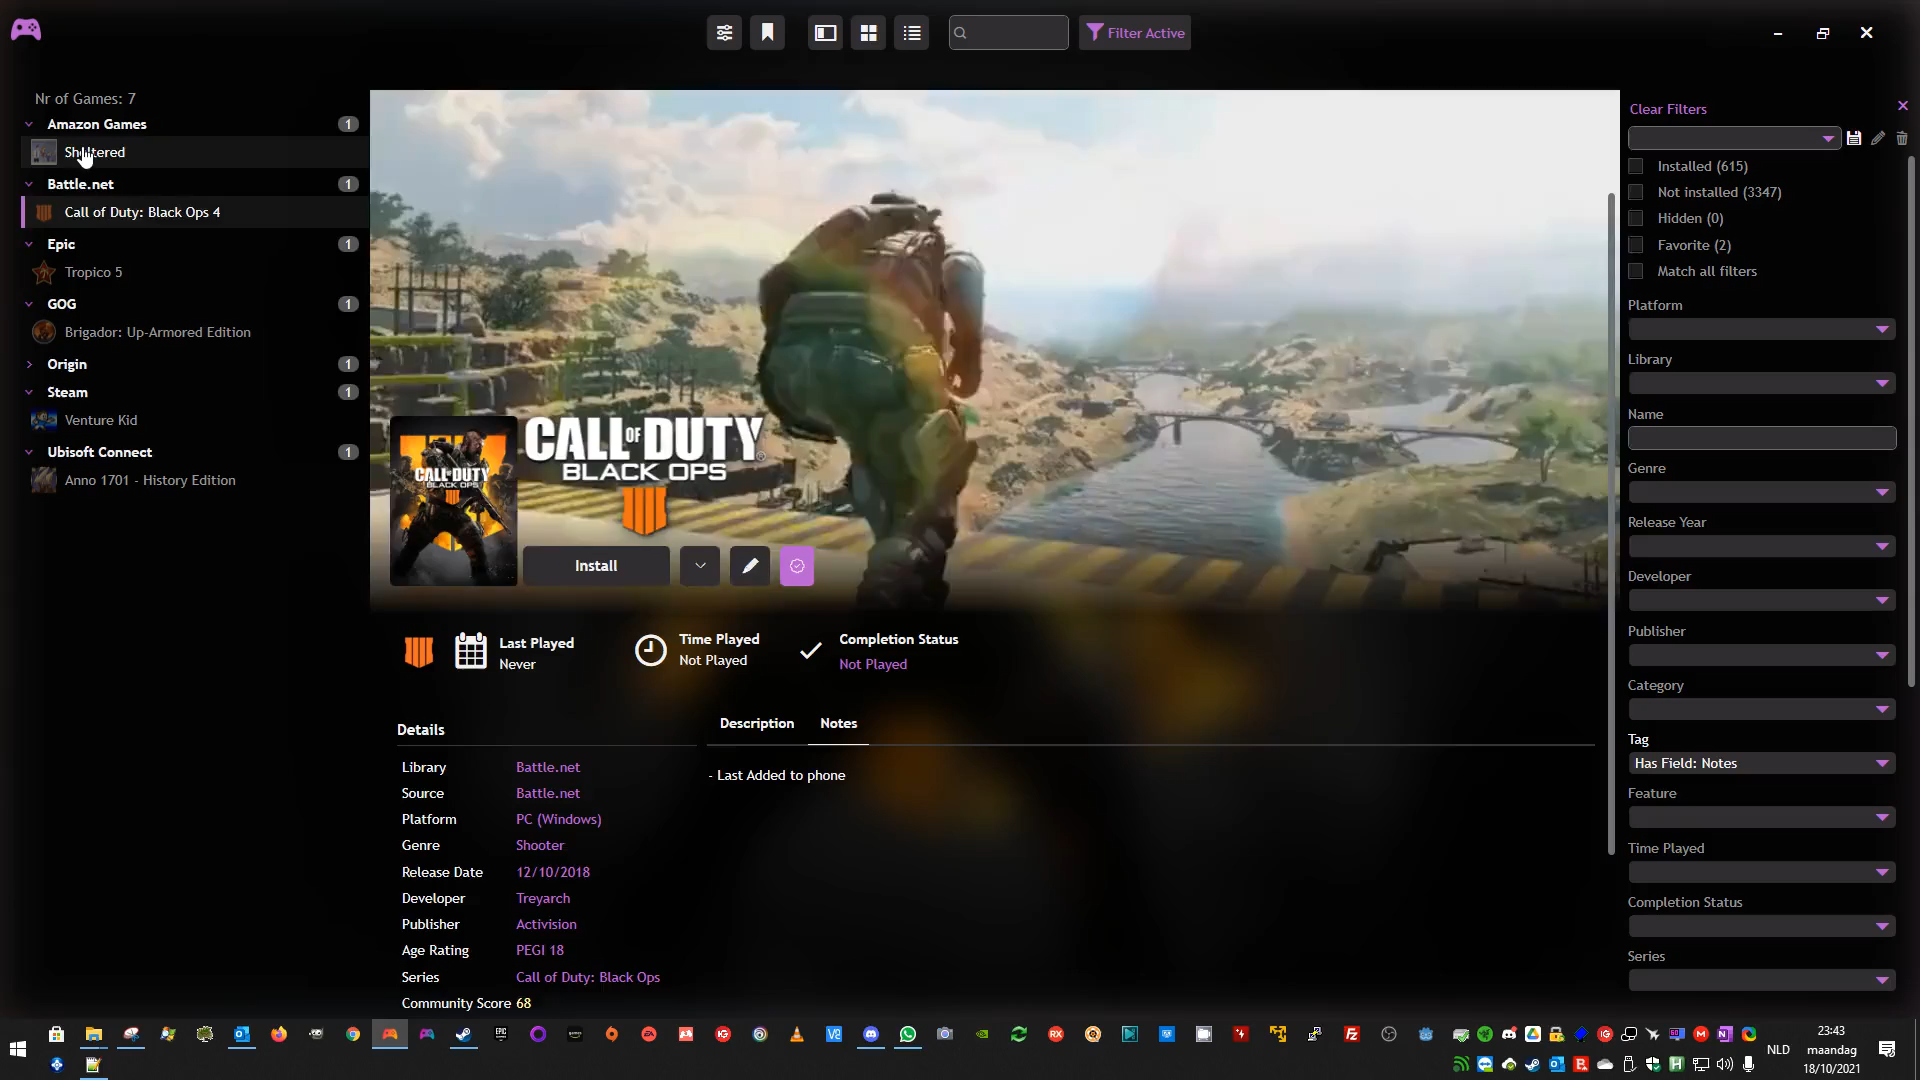 Filter Active
Nr of Games: 7
Amazon Games 1
Battle.net 1
Call of Duty: Black Ops 4
Epic 1
Tropico 5
GOG 1
Brigador: Up-Armored Edition
Origin 1
Steam 1
Venture Kid
Ubisoft Connect 1
Anno 1701 - History Edition
CALL OF DUTY
BLACK OPS
CALL OF DUTY
BLACK OPS
Install
Last Played
Never
Time Played
Not Played
Completion Status
Not Played
Details
Library Battle.net
Source Battle.net
Platform PC (Windows)
Genre Shooter
Release Date 12/10/2018
Developer Treyarch
Publisher Activision
Age Rating PEGI 18
Series Call of Duty: Black Ops
Community Score 68
Description Notes
- Last Added to phone
Clear Filters
Installed (615)
Not installed (3347)
Hidden (0)
Favorite (2)
Match all filters
Platform
Library
Name
Genre
Release Year
Developer
Publisher
Category
Tag
Has Field: Notes
Feature
Time Played
Completion Status
Series
NLD
23:43
maandag
18/10/2021